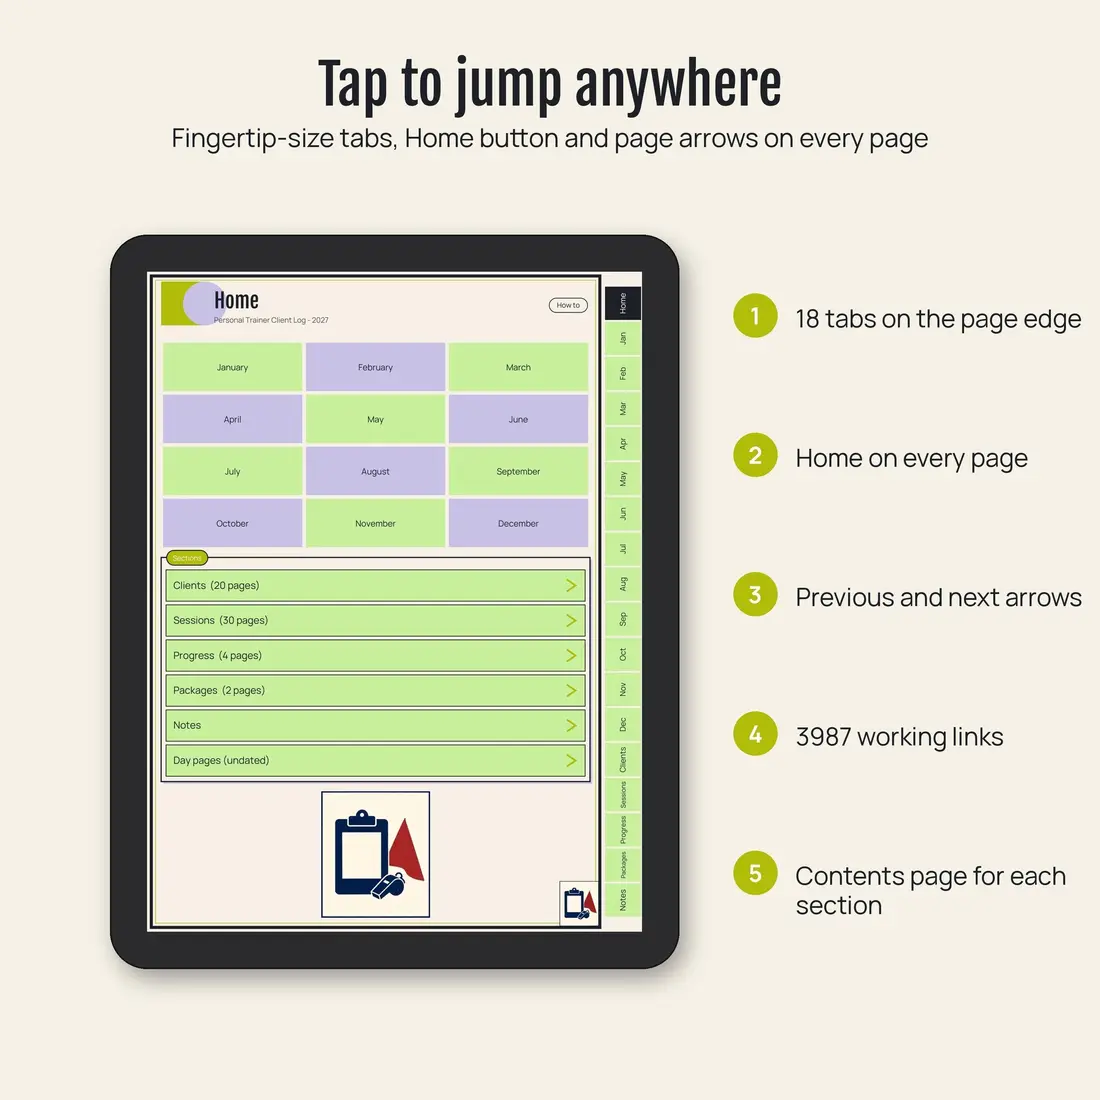 Tap to jump anywhere
Fingertip-size tabs, Home button and page arrows on every page
Home
Personal Trainer Client Log - 2027
How to
January
February
March
April
May
June
July
August
September
October
November
December
Sections
Clients (20 pages)
Sessions (30 pages)
Progress (4 pages)
Packages (2 pages)
Notes
Day pages (undated)
Home
Jan
Feb
Mar
Apr
May
Jun
Jul
Aug
Sep
Oct
Nov
Dec
Clients
Sessions
Progress
Packages
Notes
1 18 tabs on the page edge
2 Home on every page
3 Previous and next arrows
4 3987 working links
5 Contents page for each
section